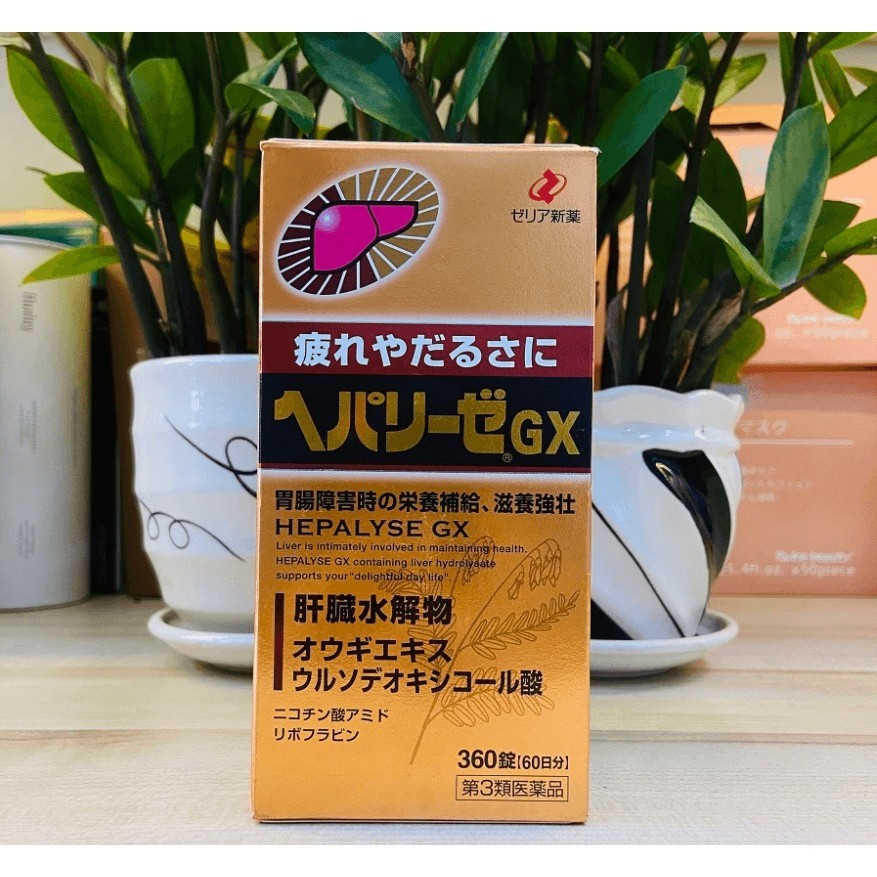 ゼリア新薬
疲れやだるさに
ヘパリーゼ®GX
胃腸障害時の栄養補給、滋養強壮
HEPALYSE GX
Liver is intimately involved in maintaining health.
HEPALYSE GX containing liver hydrolysate
supports your "delightful day life".
肝臓水解物
オウギエキス
ウルソデオキシコール酸
ニコチン酸アミド
リボフラビン
360錠【60日分】
第3類医薬品
マスク